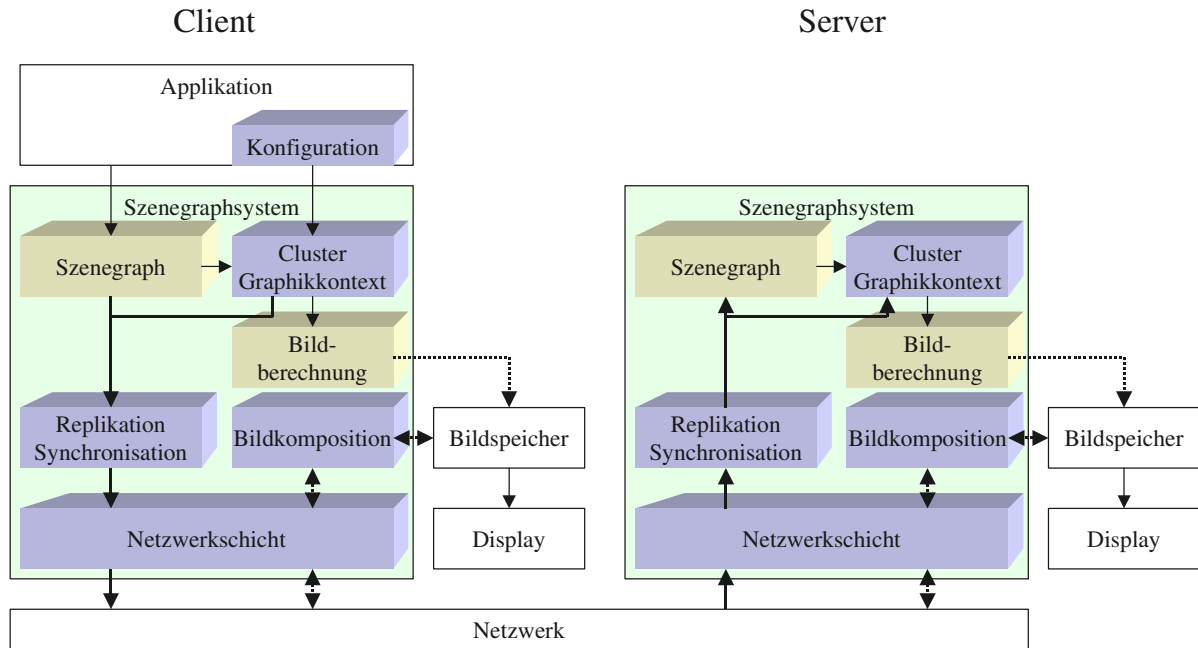 Client
Applikation
Konfiguration
Szenegraphsystem
Szenegraph
Cluster
Graphikkontext
Bild-
berechnung
Replikation
Synchronisation
Bildkomposition
Bildspeicher
Netzwerkschicht
Display
Server
Szenegraphsystem
Szenegraph
Cluster
Graphikkontext
Bild-
berechnung
Replikation
Synchronisation
Bildkomposition
Bildspeicher
Netzwerkschicht
Display
Netzwerk